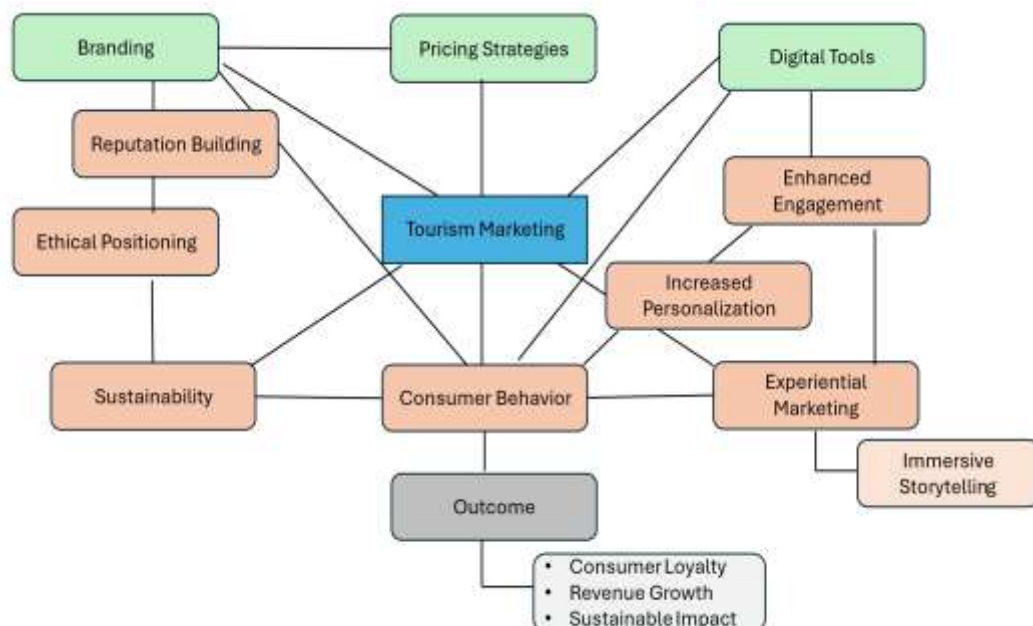 Branding
Pricing Strategies
Digital Tools
Reputation Building
Enhanced
Engagement
Ethical Positioning
Tourism Marketing
Increased
Personalization
Sustainability
Consumer Behavior
Experiential
Marketing
Immersive
Storytelling
Outcome
• Consumer Loyalty
• Revenue Growth
• Sustainable Impact